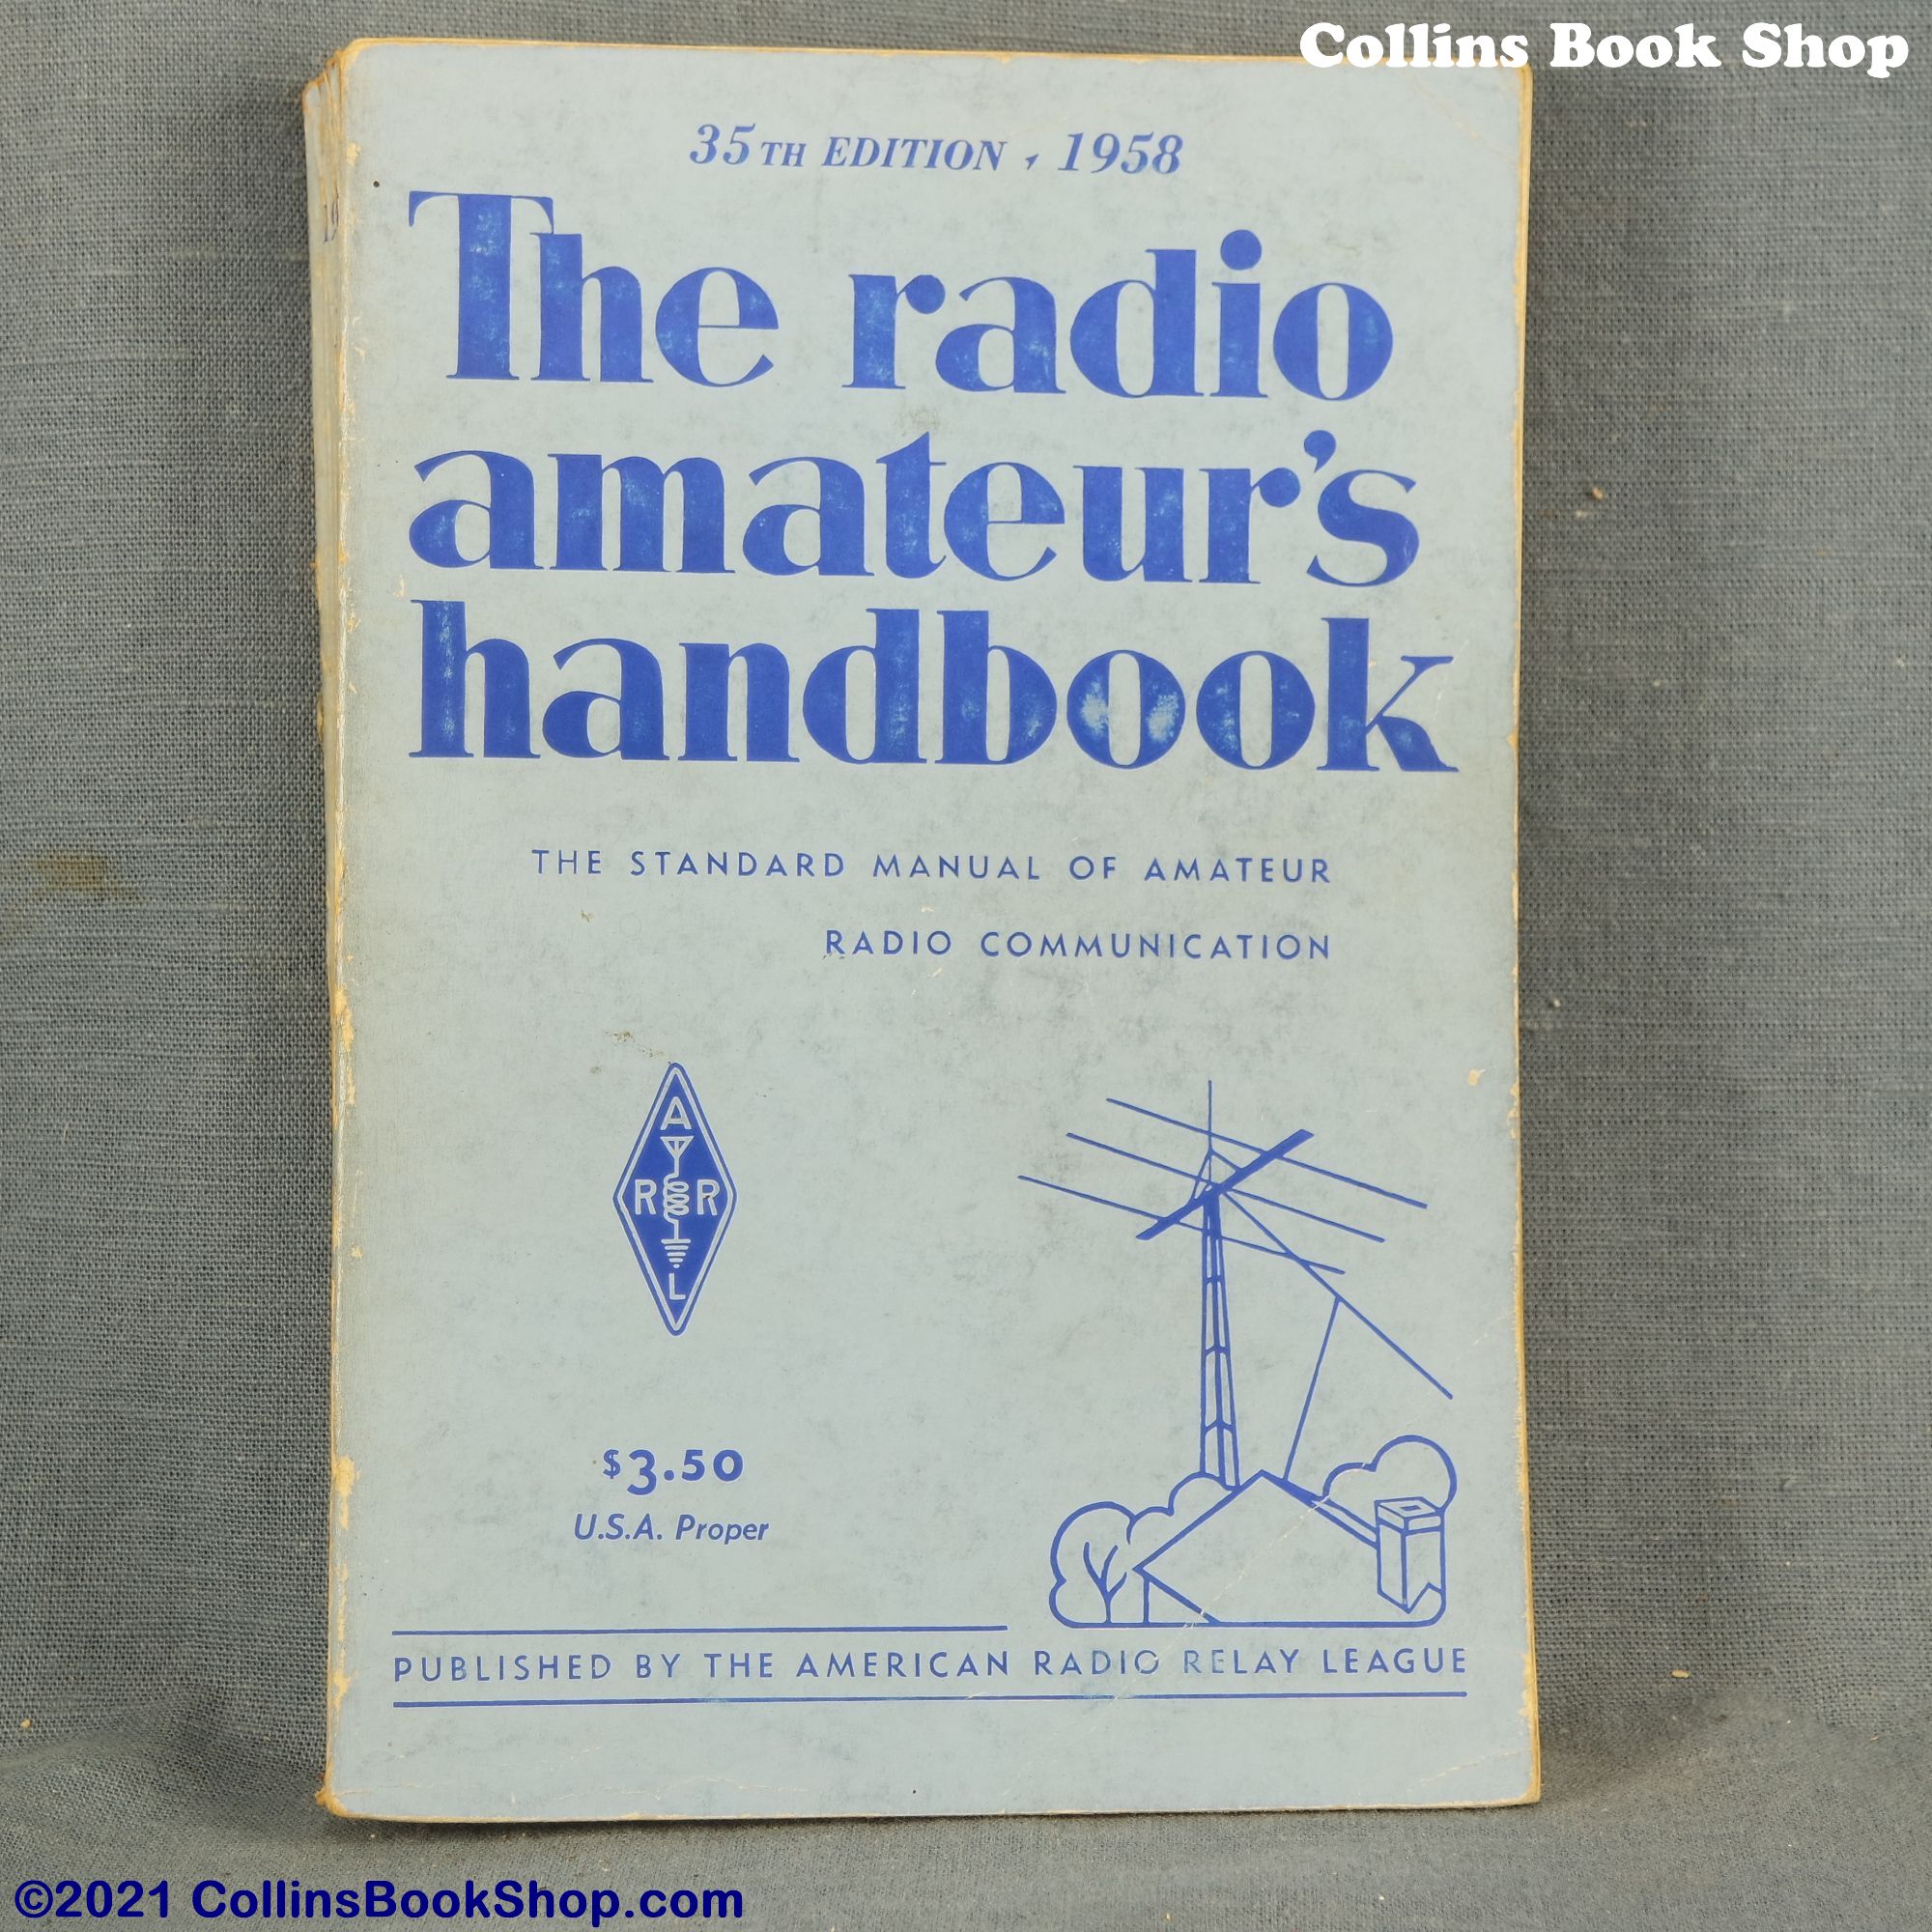 Collins Book Shop
35TH EDITION, 1958
The radio
amateur's
handbook
THE STANDARD MANUAL OF AMATEUR
RADIO COMMUNICATION
A
R R
L
$3.50
U.S.A. Proper
PUBLISHED BY THE AMERICAN RADIO RELAY LEAGUE
©2021 CollinsBookShop.com